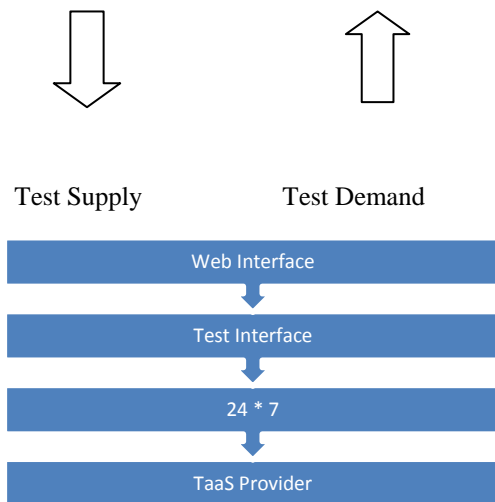 Test Supply Test Demand
Web Interface
Test Interface
24 * 7
TaaS Provider